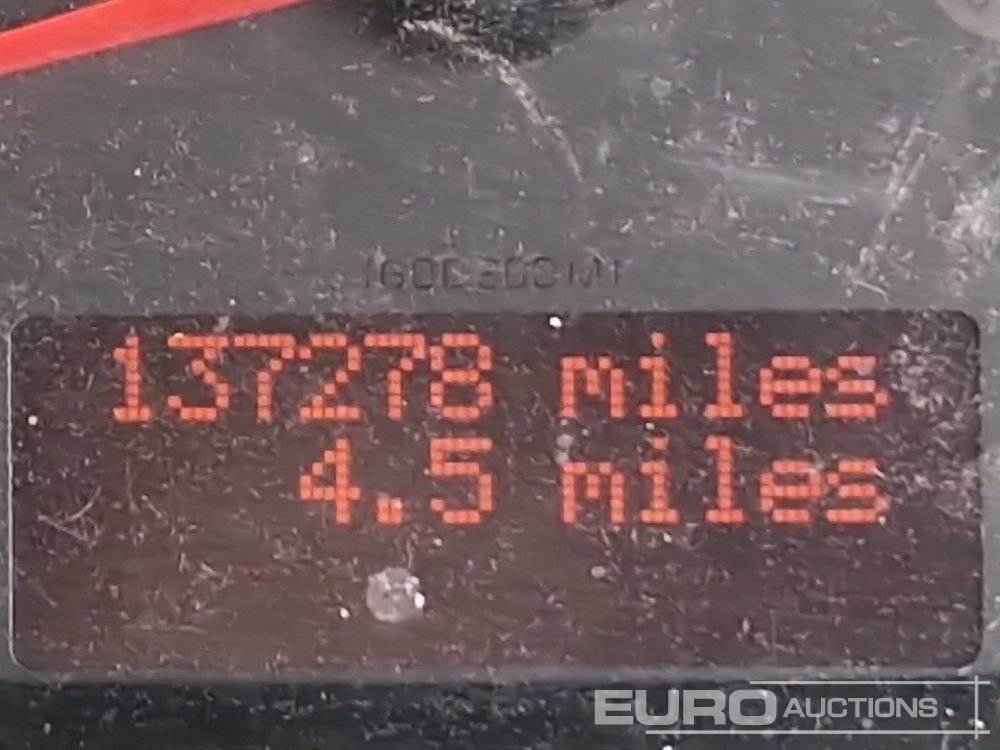 137278 miles
4.5 miles
EURO AUCTIONS